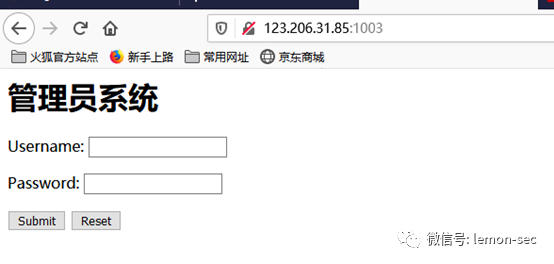 123.206.31.85:1003
火狐官方站点 新手上路 常用网址 京东商城
管理员系统
Username:
Password:
Submit Reset
微信号: lemon-sec